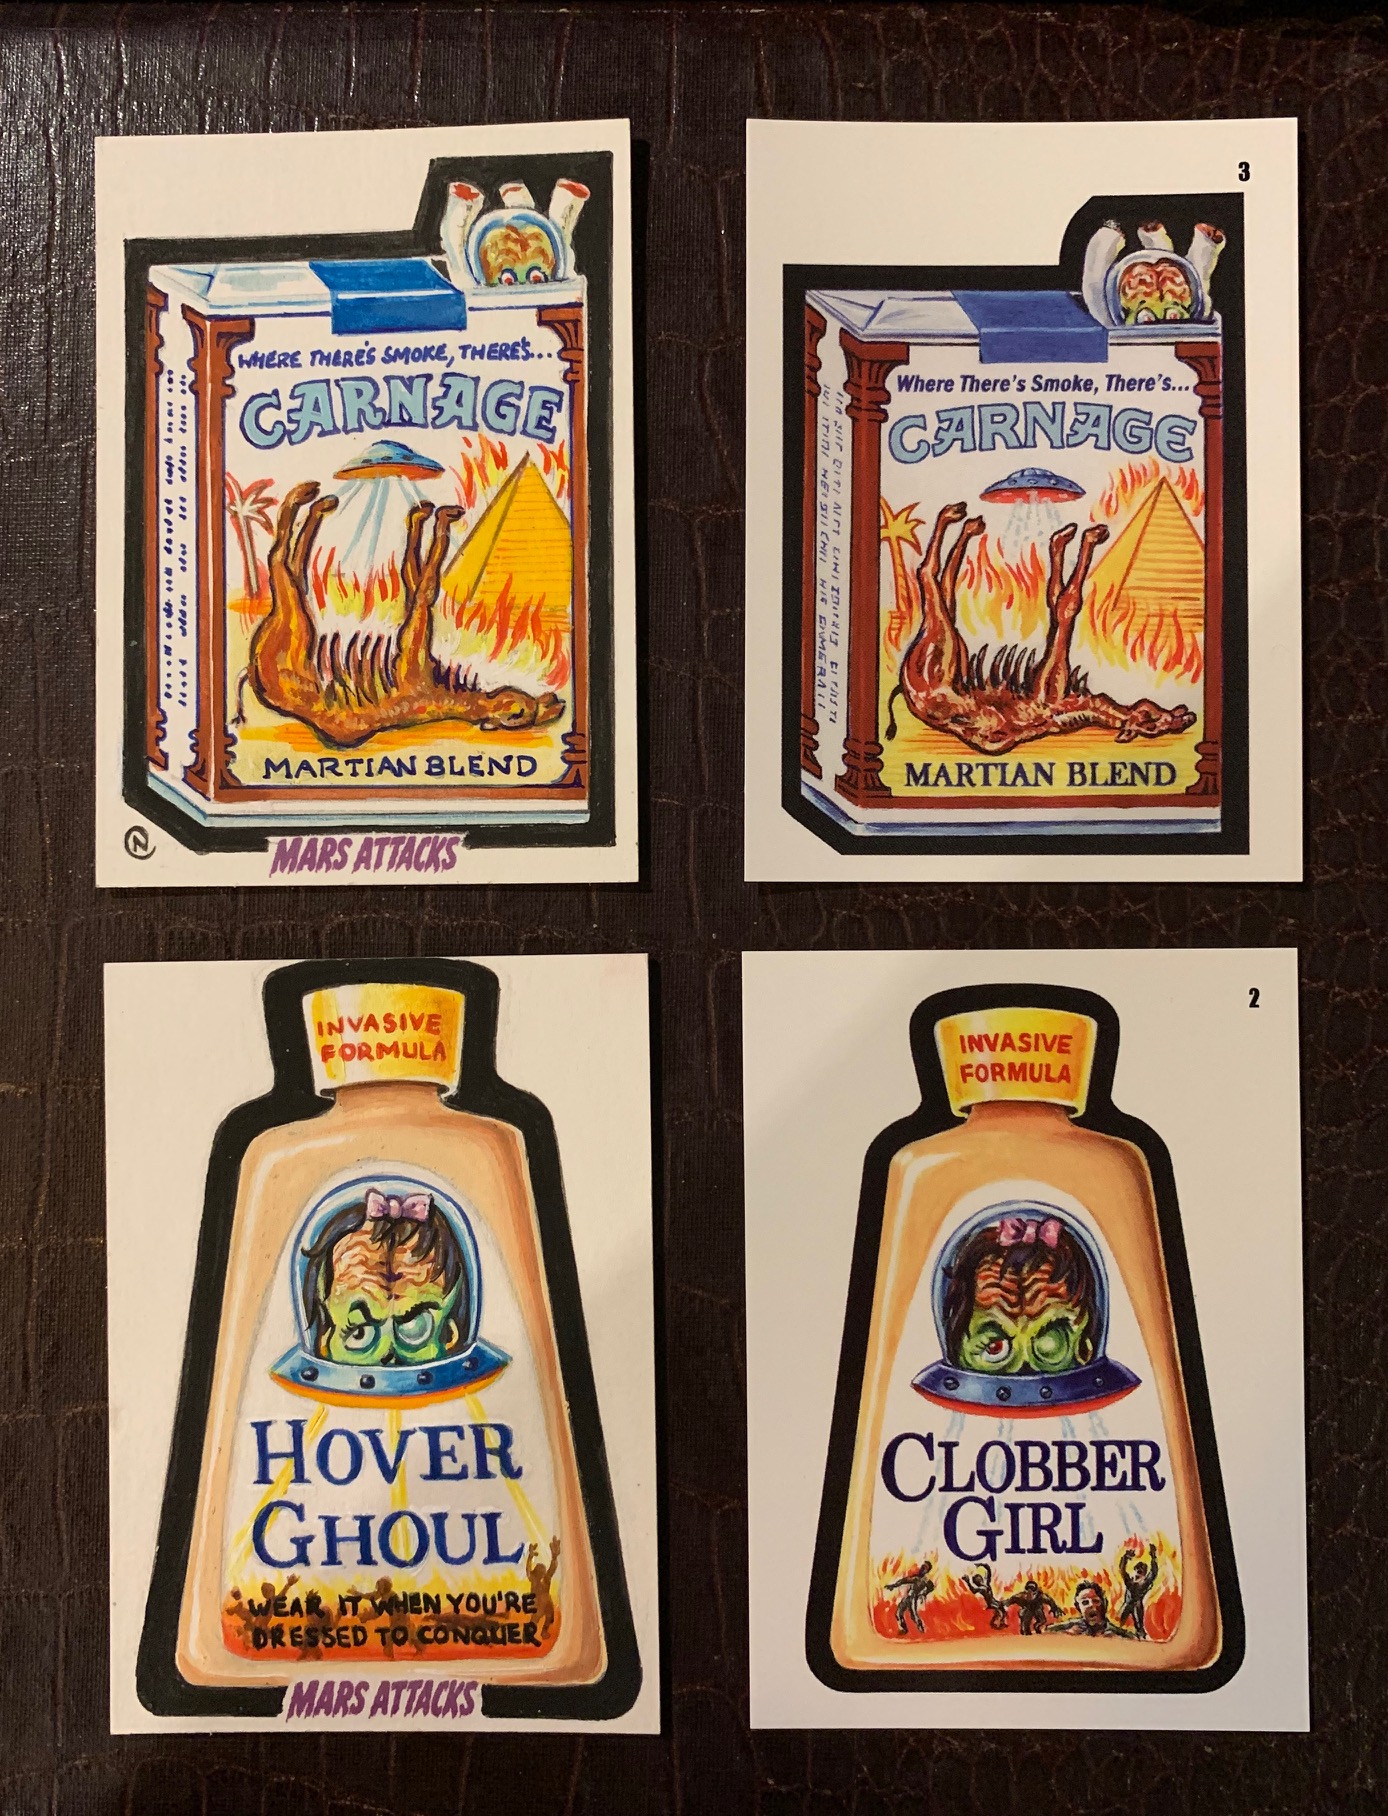 WHERE THERE'S SMOKE, THERE'S...
CARNAGE
MARTIAN BLEND
N
MARS ATTACKS
3
Where There's Smoke, There's...
CARNAGE
MARTIAN BLEND
INVASIVE
FORMULA
HOVER
GHOUL
WEAR IT WHEN YOU'RE
DRESSED TO CONQUER
MARS ATTACKS
2
INVASIVE
FORMULA
CLOBBER
GIRL